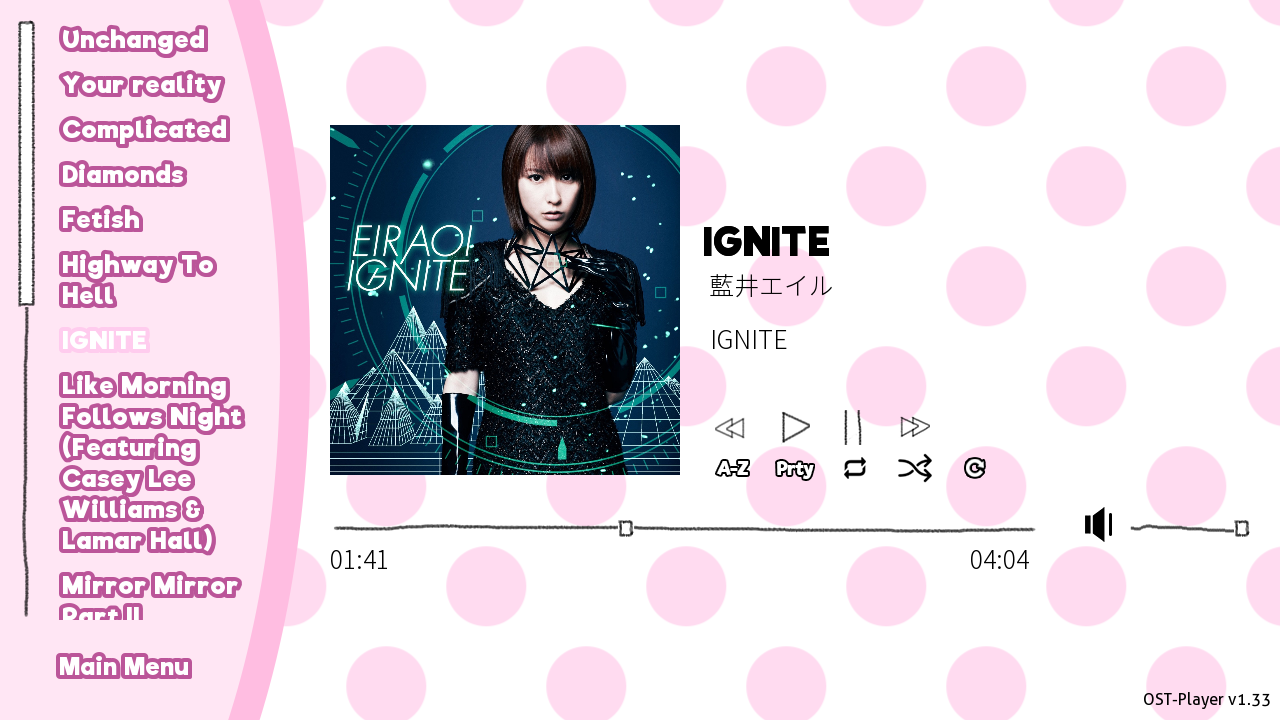 Unchanged
Your reality
Complicated
Diamonds
Fetish
Highway To
Hell
IGNITE
Like Morning
Follows Night
(Featuring
Casey Lee
Williams &
Lamar Hall)
Mirror Mirror
Part II
Main Menu
EIR AOI
IGNITE
IGNITE
藍井エイル
IGNITE
A-Z
Prty
01:41
04:04
OST-Player v1.33